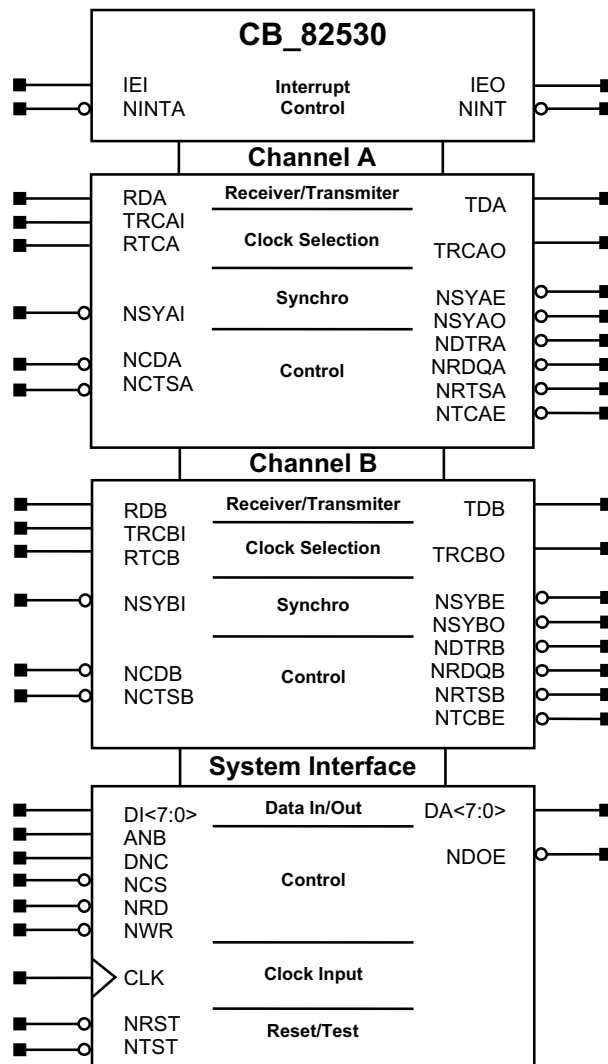 CB_82530
IEI Interrupt IEO
NINTA Control NINT
Channel A
RDA Receiver/Transmiter TDA
TRCAI
RTCA Clock Selection TRCAO
NSYAI Synchro NSYAE
NSYAO
NDTRA
NCDA Control NRDQA
NCTSA NRTSA
NTCAE
Channel B
RDB Receiver/Transmiter TDB
TRCBI
RTCB Clock Selection TRCBO
NSYBI Synchro NSYBE
NSYBO
NDTRB
NCDB Control NRDQB
NCTSB NRTSB
NTCBE
System Interface
DI<7:0> Data In/Out DA<7:0>
ANB
DNC NDOE
NCS Control
NRD
NWR
CLK Clock Input
NRST Reset/Test
NTST